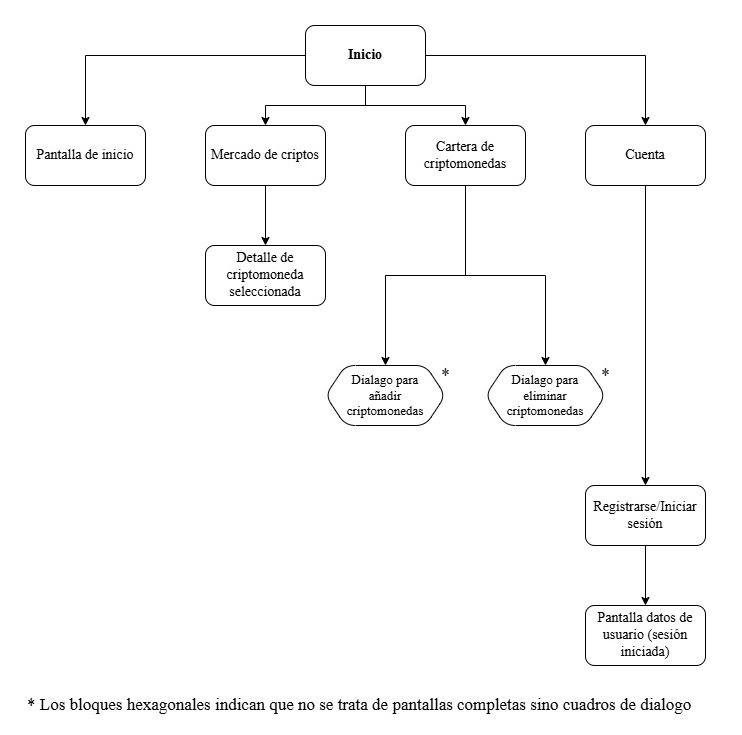 Inicio
Pantalla de inicio
Mercado de criptos
Cartera de
criptomonedas
Cuenta
Detalle de
criptomoneda
seleccionada
Dialago para
añadir
criptomonedas
*
Dialago para
eliminar
criptomonedas
*
Registrarse/Iniciar
sesión
Pantalla datos de
usuario (sesión
iniciada)
* Los bloques hexagonales indican que no se trata de pantallas completas sino cuadros de dialogo